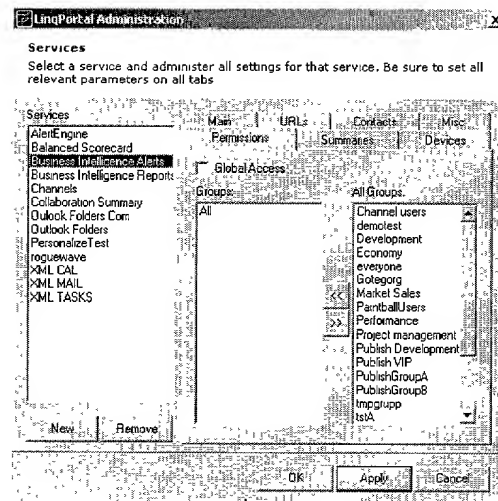 LinqPortal Administration
x
Services
Select a service and administer all settings for that service. Be sure to set all
relevant parameters on all tabs
Services
AlertEngine
Balanced Scorecard
Business Intelligence Alerts
Business Intelligence Reports
Channels
Collaboration Summary
Oulook Folders Com
Outlook Folders
PersonalizeTest
roguewave
XML CAL
XML MAIL
XML TASKS
New
Remove
Main
URLs
Contacts
Misc
Permissions
Summaries
Devices
Global Access
Groups:
All
<<
>>
All Groups:
Channel users
demotest
Development
Economy
everyone
Gotegorg
Market Sales
PaintballUsers
Performance
Project management
Publish Development
Publish VIP
PublishGroupA
PublishGroupB
tmpgrupp
tstA
OK
Apply
Cancel